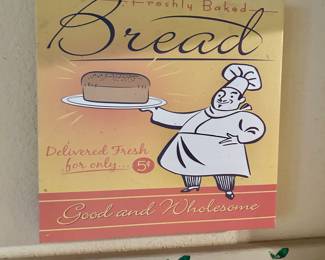 Freshly Baked
Bread
Delivered Fresh
for only... 5¢
Good and Wholesome